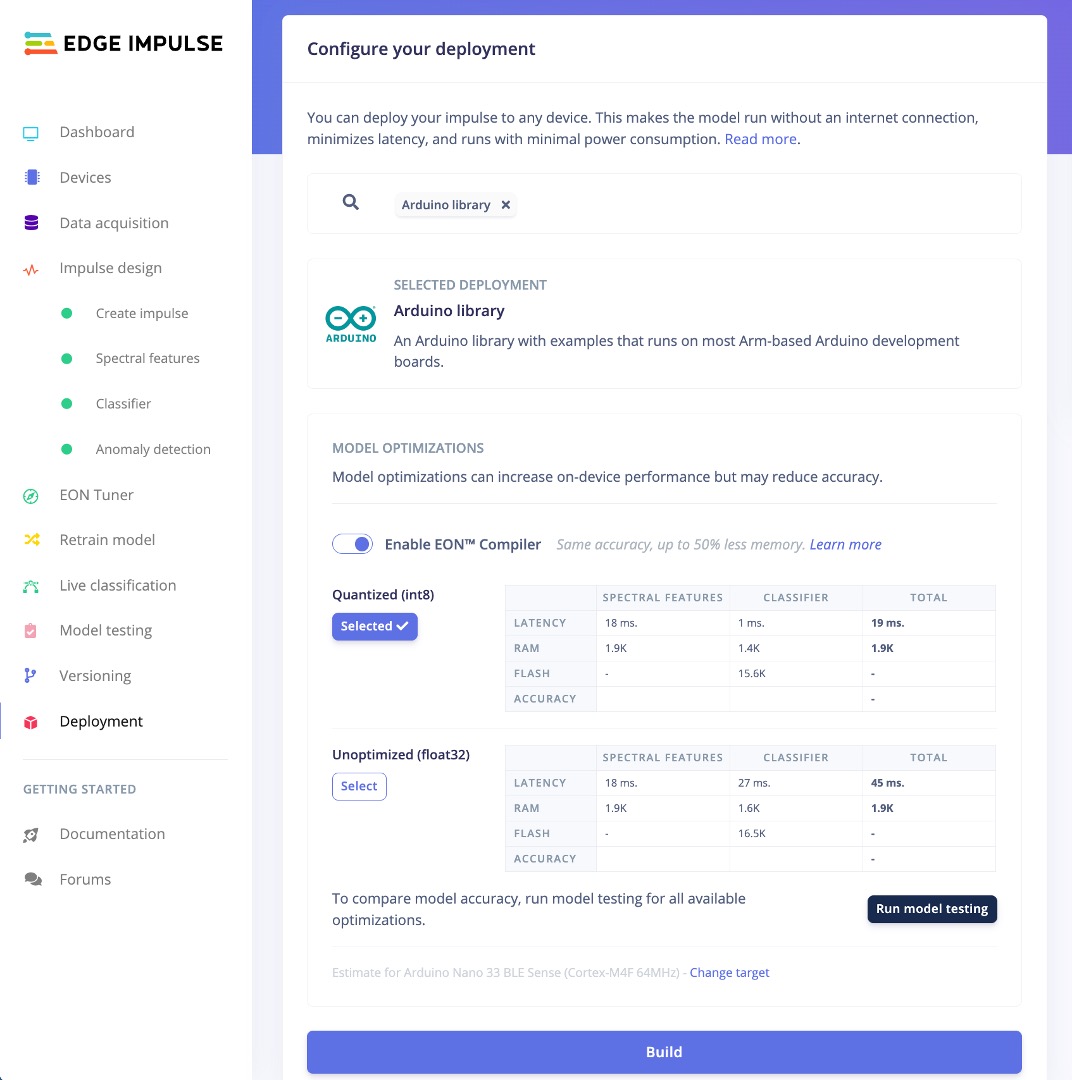 EDGE IMPULSE
Dashboard
Devices
Data acquisition
Impulse design
Create impulse
Spectral features
Classifier
Anomaly detection
EON Tuner
Retrain model
Live classification
Model testing
Versioning
Deployment
GETTING STARTED
Documentation
Forums
Configure your deployment
You can deploy your impulse to any device. This makes the model run without an internet connection,
minimizes latency, and runs with minimal power consumption. Read more.
Arduino library ×
SELECTED DEPLOYMENT
ARDUINO
Arduino library
An Arduino library with examples that runs on most Arm-based Arduino development
boards.
MODEL OPTIMIZATIONS
Model optimizations can increase on-device performance but may reduce accuracy.
Enable EON™ Compiler Same accuracy, up to 50% less memory. Learn more
Quantized (int8)
Selected ✓
SPECTRAL FEATURES CLASSIFIER TOTAL
LATENCY 18 ms. 1 ms. 19 ms.
RAM 1.9K 1.4K 1.9K
FLASH - 15.6K -
ACCURACY -
Unoptimized (float32)
Select
SPECTRAL FEATURES CLASSIFIER TOTAL
LATENCY 18 ms. 27 ms. 45 ms.
RAM 1.9K 1.6K 1.9K
FLASH - 16.5K -
ACCURACY -
To compare model accuracy, run model testing for all available
optimizations.
Run model testing
Estimate for Arduino Nano 33 BLE Sense (Cortex-M4F 64MHz) - Change target
Build